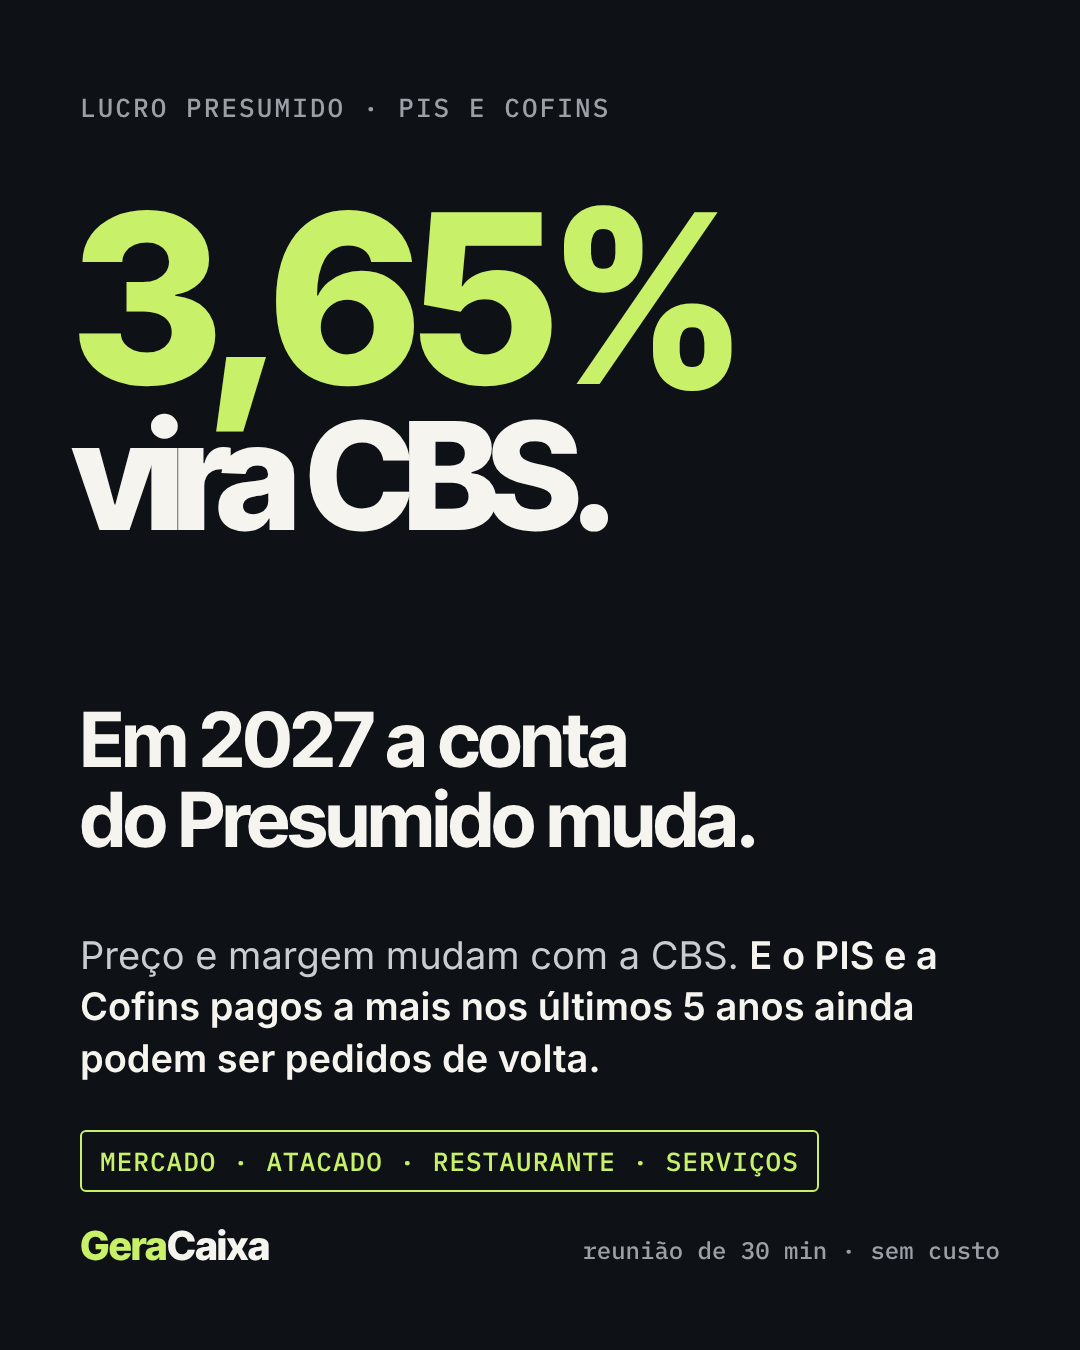 LUCRO PRESUMIDO · PIS E COFINS
3,65%
vira CBS.
Em 2027 a conta
do Presumido muda.
Preço e margem mudam com a CBS. E o PIS e a
Cofins pagos a mais nos últimos 5 anos ainda
podem ser pedidos de volta.
MERCADO · ATACADO · RESTAURANTE · SERVIÇOS
GeraCaixa
reunião de 30 min · sem custo